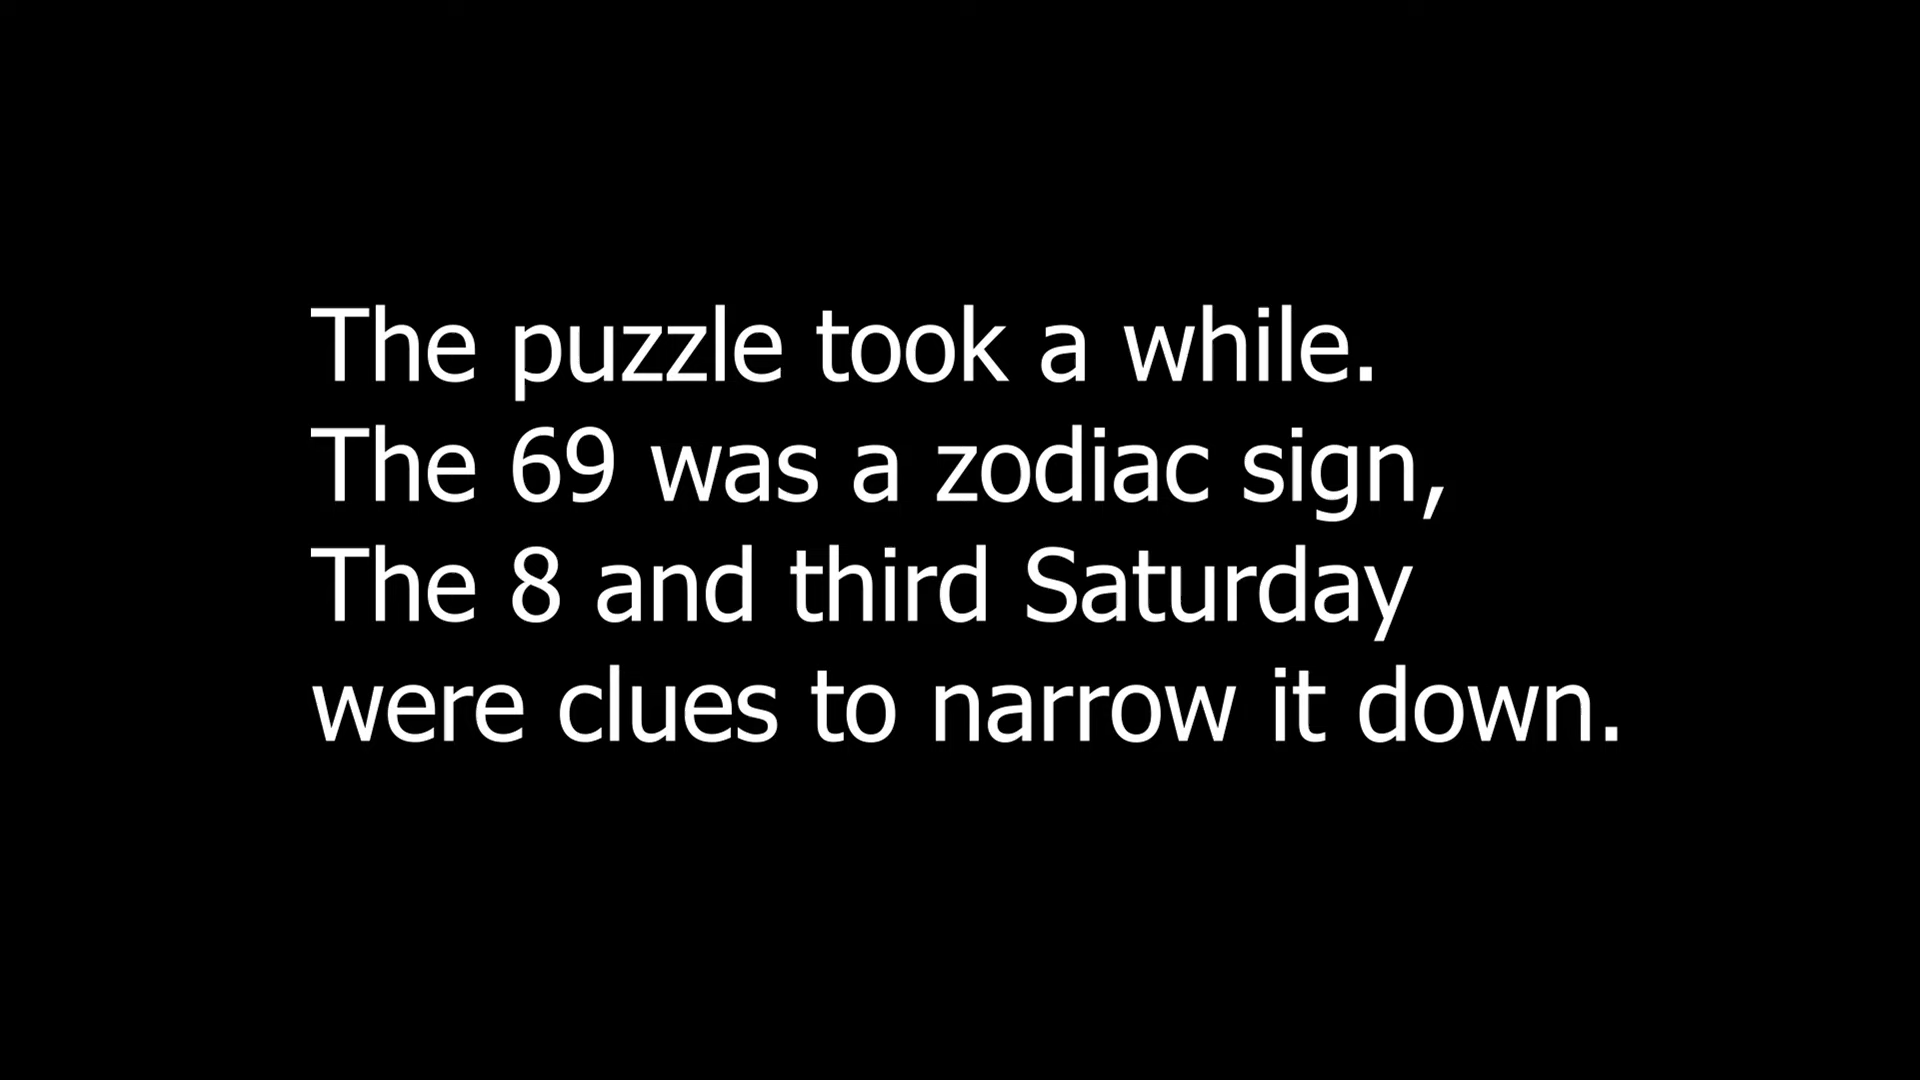 The puzzle took a while.
The 69 was a zodiac sign,
The 8 and third Saturday
were clues to narrow it down.